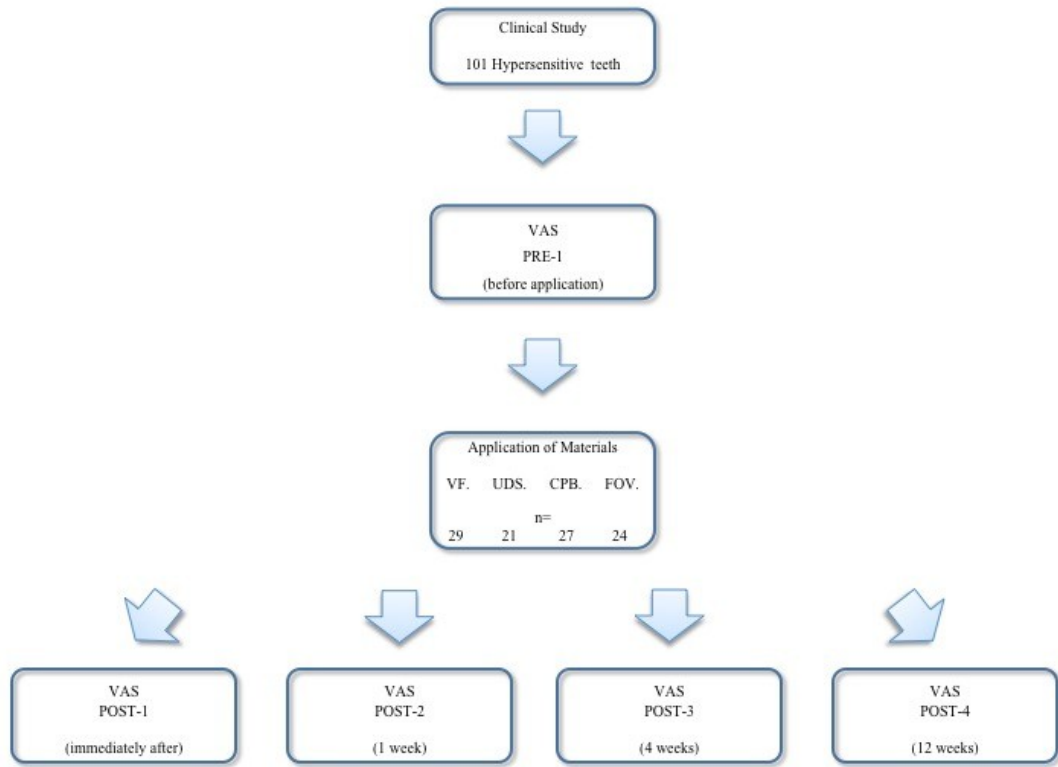 Clinical Study
101 Hypersensitive teeth
VAS
PRE-1
(before application)
Application of Materials
VF. UDS. CPB. FOV.
n=
29 21 27 24
VAS
POST-1
(immediately after)
VAS
POST-2
(1 week)
VAS
POST-3
(4 weeks)
VAS
POST-4
(12 weeks)